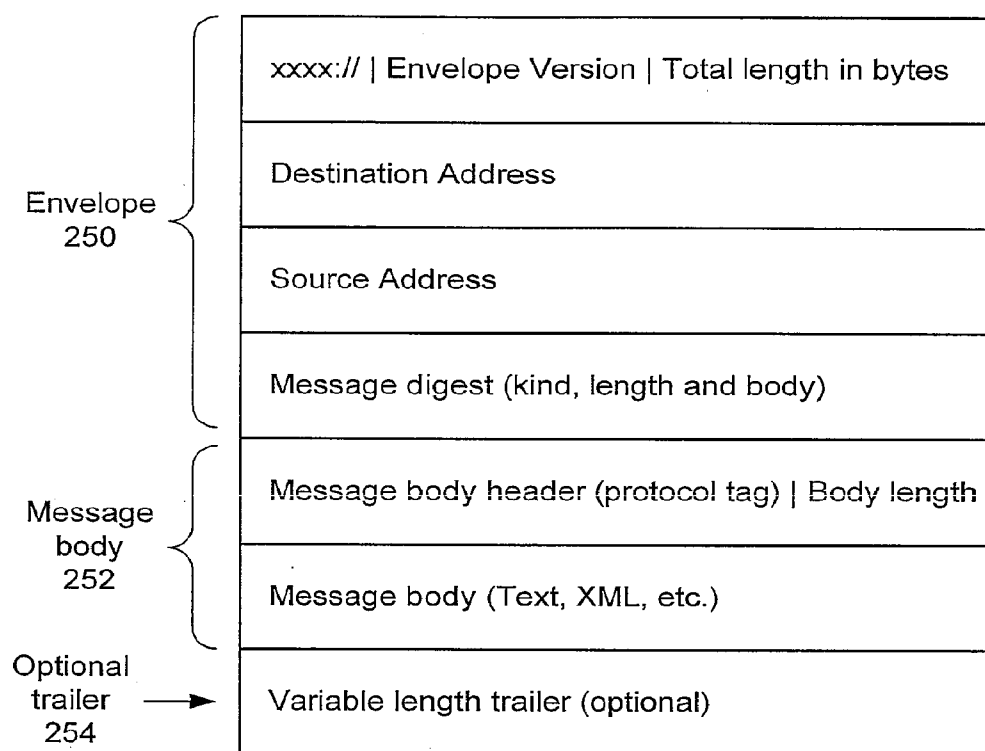 xxxx:// | Envelope Version | Total length in bytes
Destination Address
Envelope
250
Source Address
Message digest (kind, length and body)
Message body header (protocol tag) | Body length
Message
body
252
Message body (Text, XML, etc.)
Optional
trailer
254
Variable length trailer (optional)